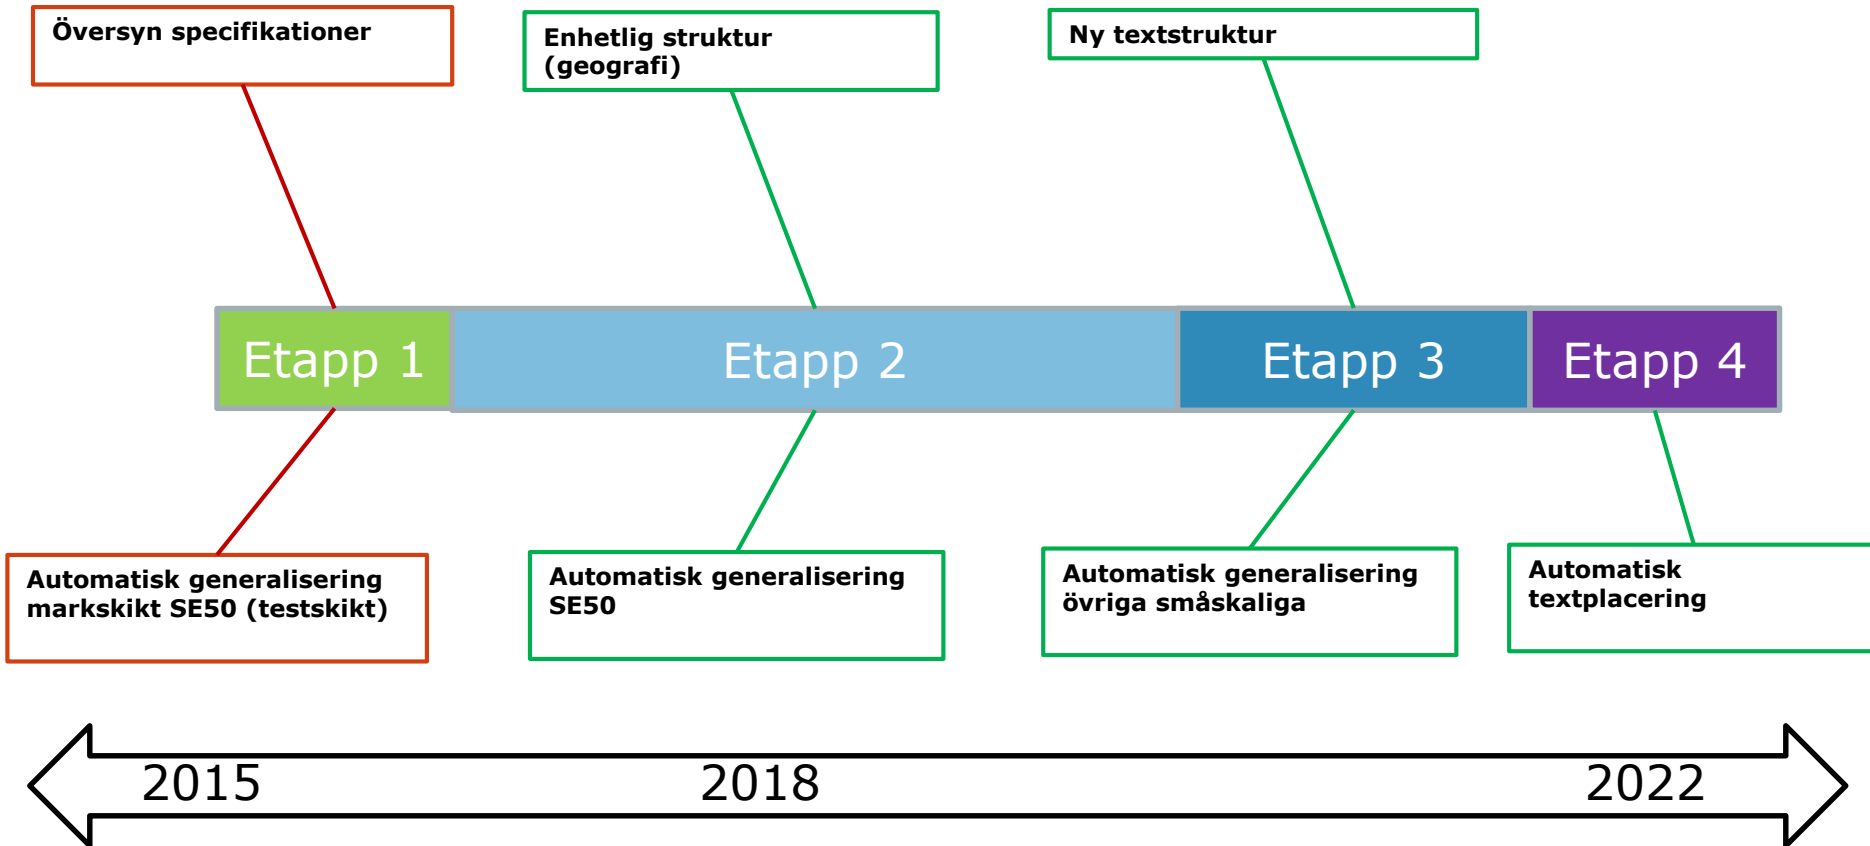 Översyn specifikationer
Enhetlig struktur
(geografi)
Ny textstruktur
Etapp 1
Etapp 2
Etapp 3
Etapp 4
Automatisk generalisering
markskikt SE50 (testskikt)
Automatisk generalisering
SE50
Automatisk generalisering
övriga småskaliga
Automatisk
textplacering
2015
2018
2022